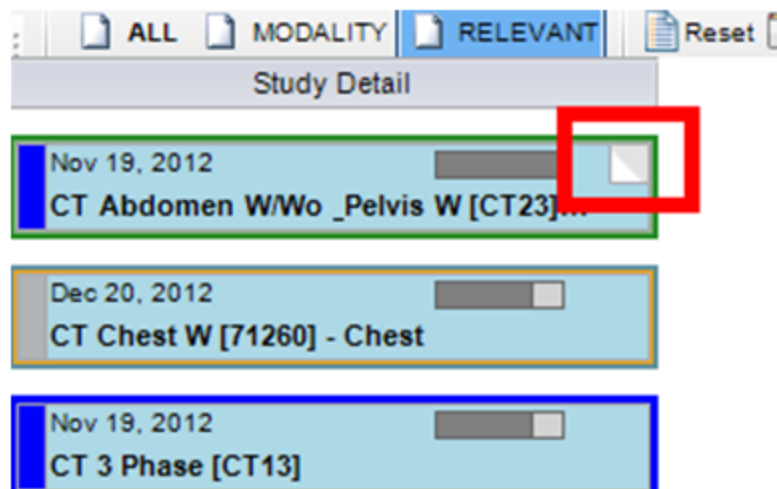 ALL MODALITY RELEVANT Reset
Study Detail
Nov 19, 2012
CT Abdomen W/Wo _Pelvis W [CT23]...
Dec 20, 2012
CT Chest W [71260] - Chest
Nov 19, 2012
CT 3 Phase [CT13]